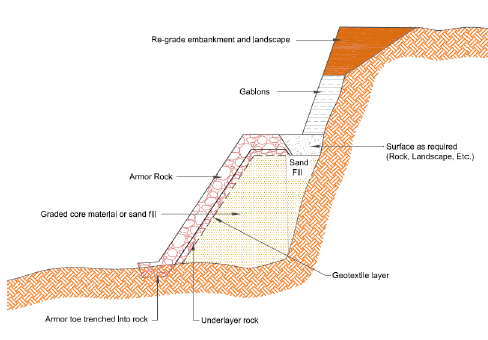 Re-grade embankment and landscape
Gabions
Surface as required
(Rock, Landscape, Etc.)
Sand
Fill
Armor Rock
Graded core material or sand fill
Geotextile layer
Armor toe trenched into rock
Underlayer rock